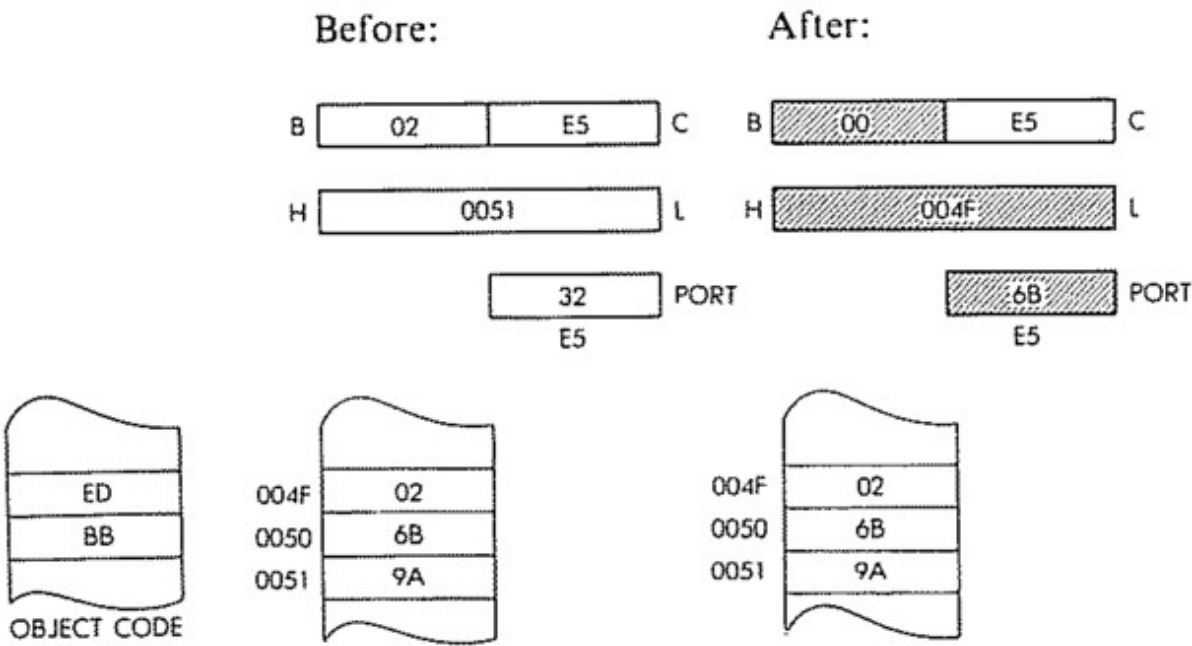 Before: After:
B 02 E5 C B 00 E5 C
H 0051 L H 004F L
32 PORT 6B PORT
E5 E5
ED 004F 02 004F 02
BB 0050 6B 0050 6B
0051 9A 0051 9A
OBJECT CODE